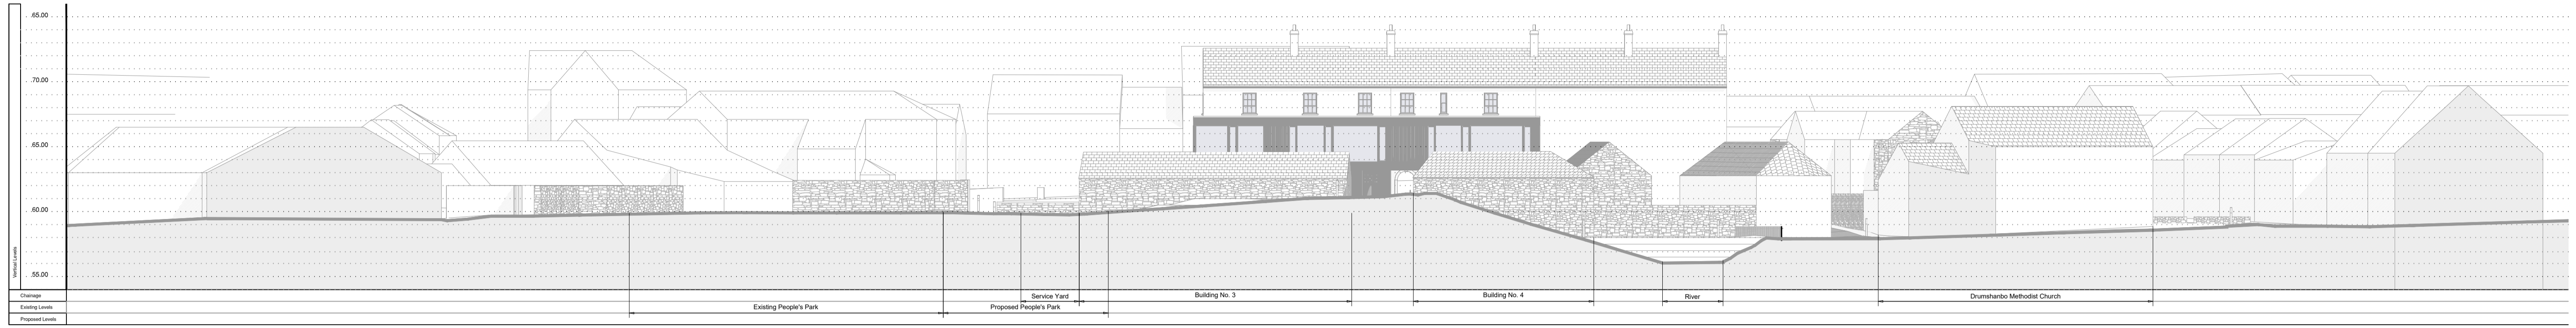 65.00
70.00
65.00
60.00
55.00
Vertical Levels
Chainage
Existing Levels
Proposed Levels
Existing People's Park
Proposed People's Park
Service Yard
Building No. 3
Building No. 4
River
Drumshanbo Methodist Church